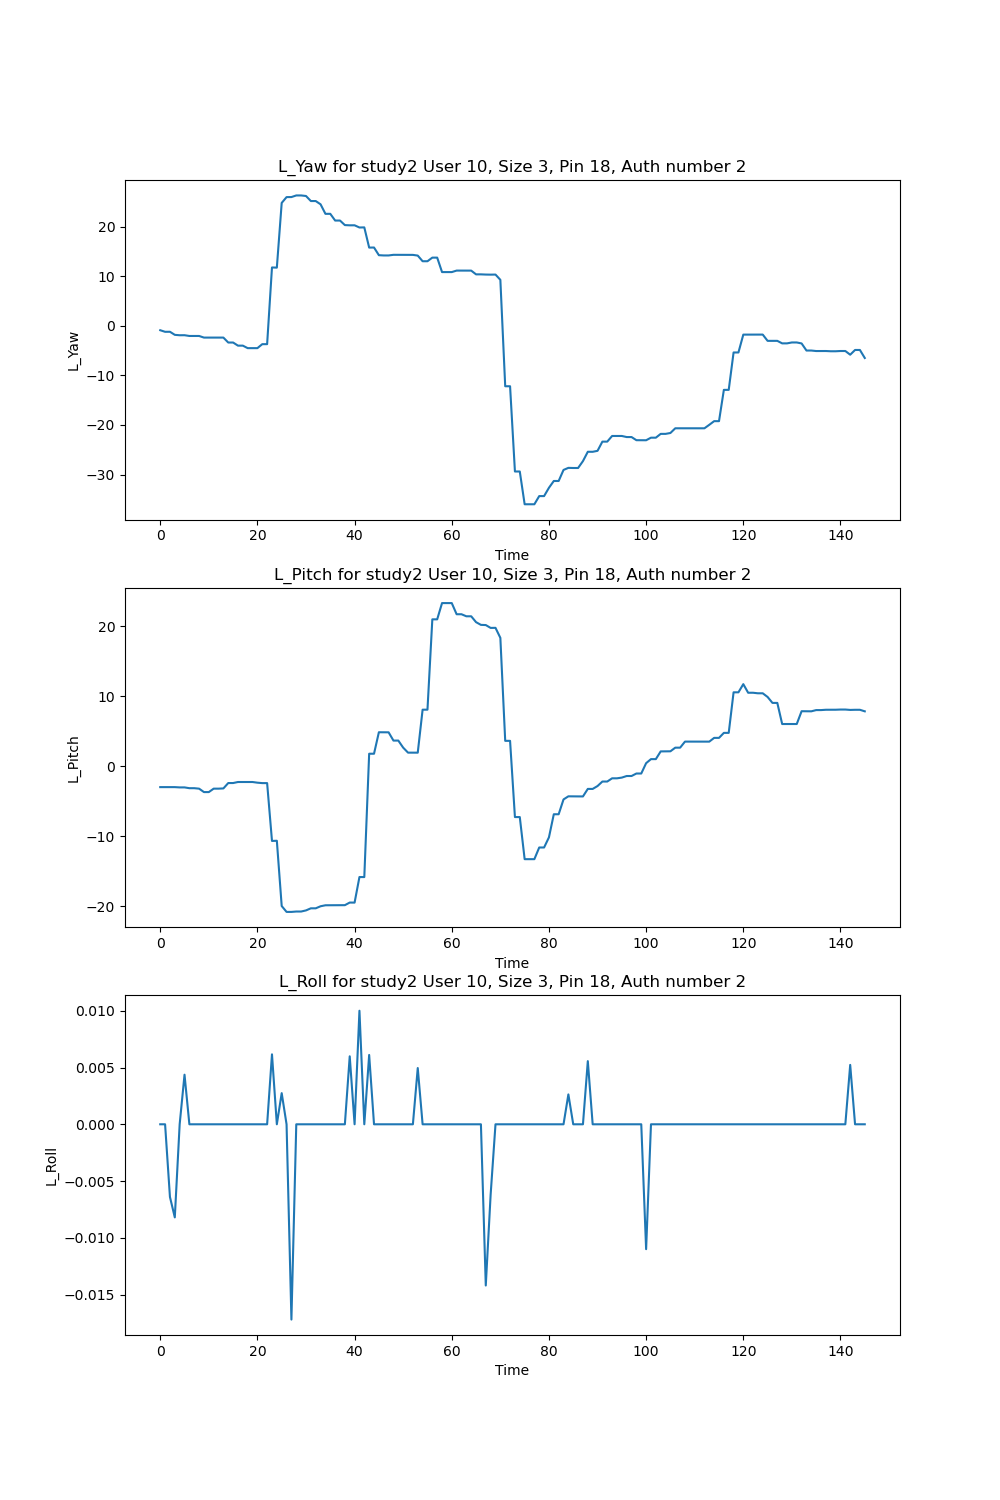 L_Yaw for study2 User 10, Size 3, Pin 18, Auth number 2
20
10
0
−10
−20
−30
L_Yaw
0 20 40 60 80 100 120 140
Time
L_Pitch for study2 User 10, Size 3, Pin 18, Auth number 2
20
10
0
−10
−20
L_Pitch
0 20 40 60 80 100 120 140
Time
L_Roll for study2 User 10, Size 3, Pin 18, Auth number 2
0.010
0.005
0.000
−0.005
−0.010
−0.015
L_Roll
0 20 40 60 80 100 120 140
Time